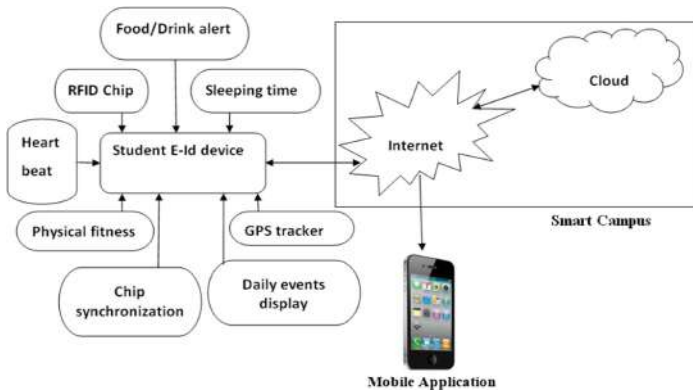 Food/Drink alert
RFID Chip
Sleeping time
Cloud
Heart
beat
Student E-Id device
Internet
Physical fitness
GPS tracker
Smart Campus
Chip
synchronization
Daily events
display
Mobile Application